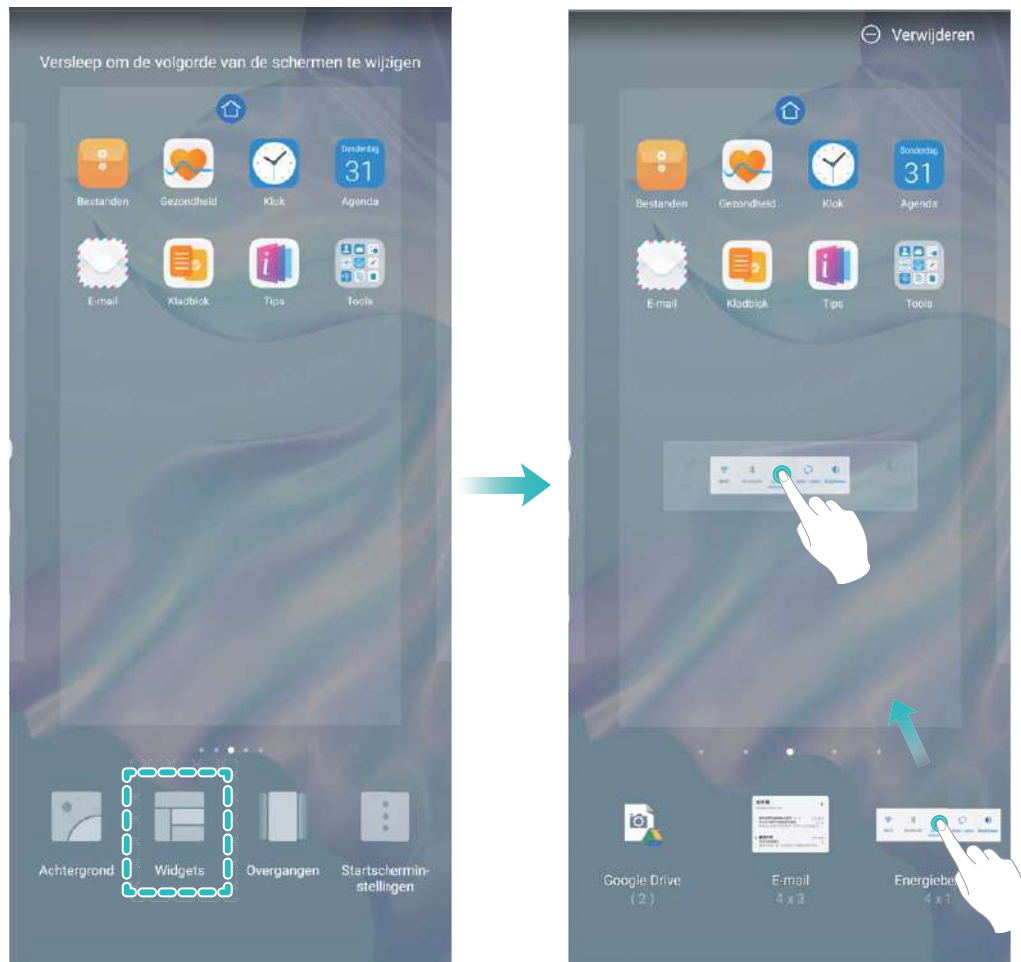 Versleep om de volgorde van de schermen te wijzigen
Donderdag
31
Bestanden Gezondheid Klok Agenda
E-mail Kladblok Tips Tools
Achtergrond Widgets Overgangen Startschermin-
stellingen
Verwijderen
Donderdag
31
Bestanden Gezondheid Klok Agenda
E-mail Kladblok Tips Tools
Google Drive E-mail
(2) 4 x 3 4 x 1